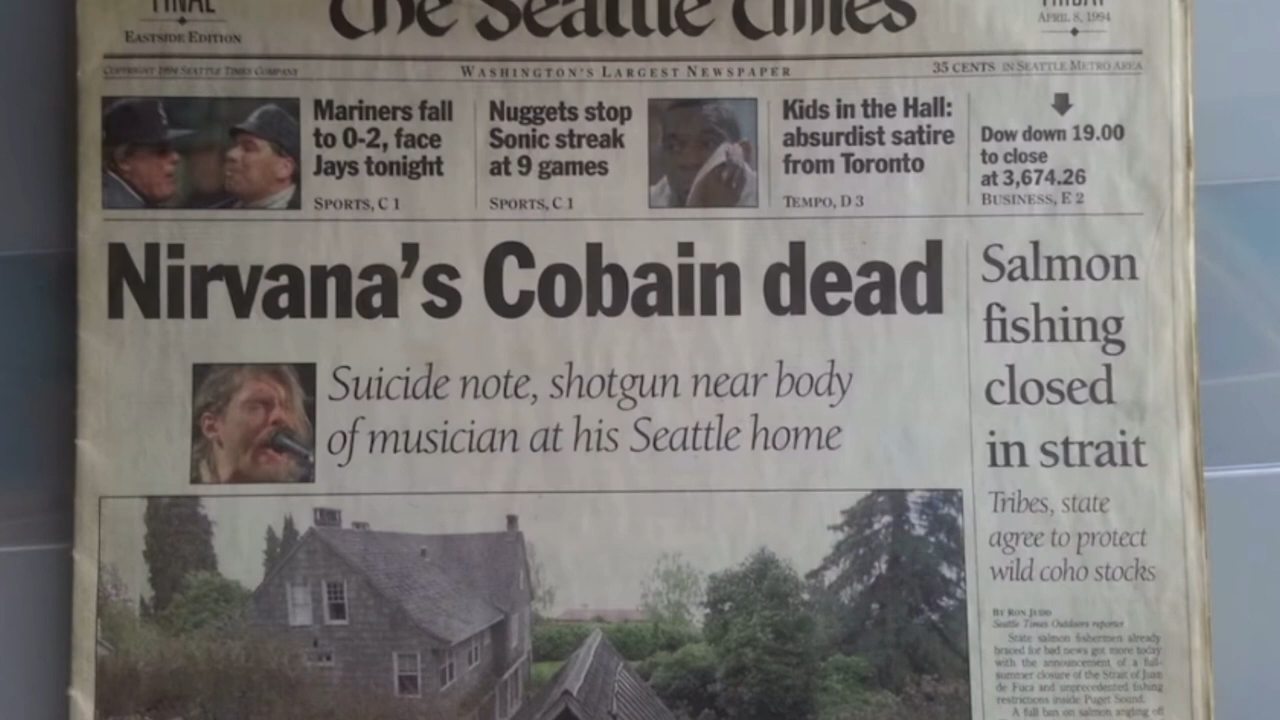 FINAL
EASTSIDE EDITION
The Seattle Times
FRIDAY
APRIL 8, 1994
COPYRIGHT 1994 SEATTLE TIMES COMPANY
WASHINGTON'S LARGEST NEWSPAPER
35 CENTS IN SEATTLE METRO AREA
Mariners fall
to 0-2, face
Jays tonight
SPORTS, C 1
Nuggets stop
Sonic streak
at 9 games
SPORTS, C 1
Kids in the Hall:
absurdist satire
from Toronto
TEMPO, D 3
Dow down 19.00
to close
at 3,674.26
BUSINESS, E 2
Nirvana's Cobain dead
Suicide note, shotgun near body
of musician at his Seattle home
Salmon
fishing
closed
in strait
Tribes, state
agree to protect
wild coho stocks
BY RON JUDD
Seattle Times Outdoors reporter
State salmon fishermen already
braced for bad news got more today
with the announcement of a full-
summer closure of the Strait of Juan
de Fuca and unprecedented fishing
restrictions inside Puget Sound.
A full ban on salmon angling off